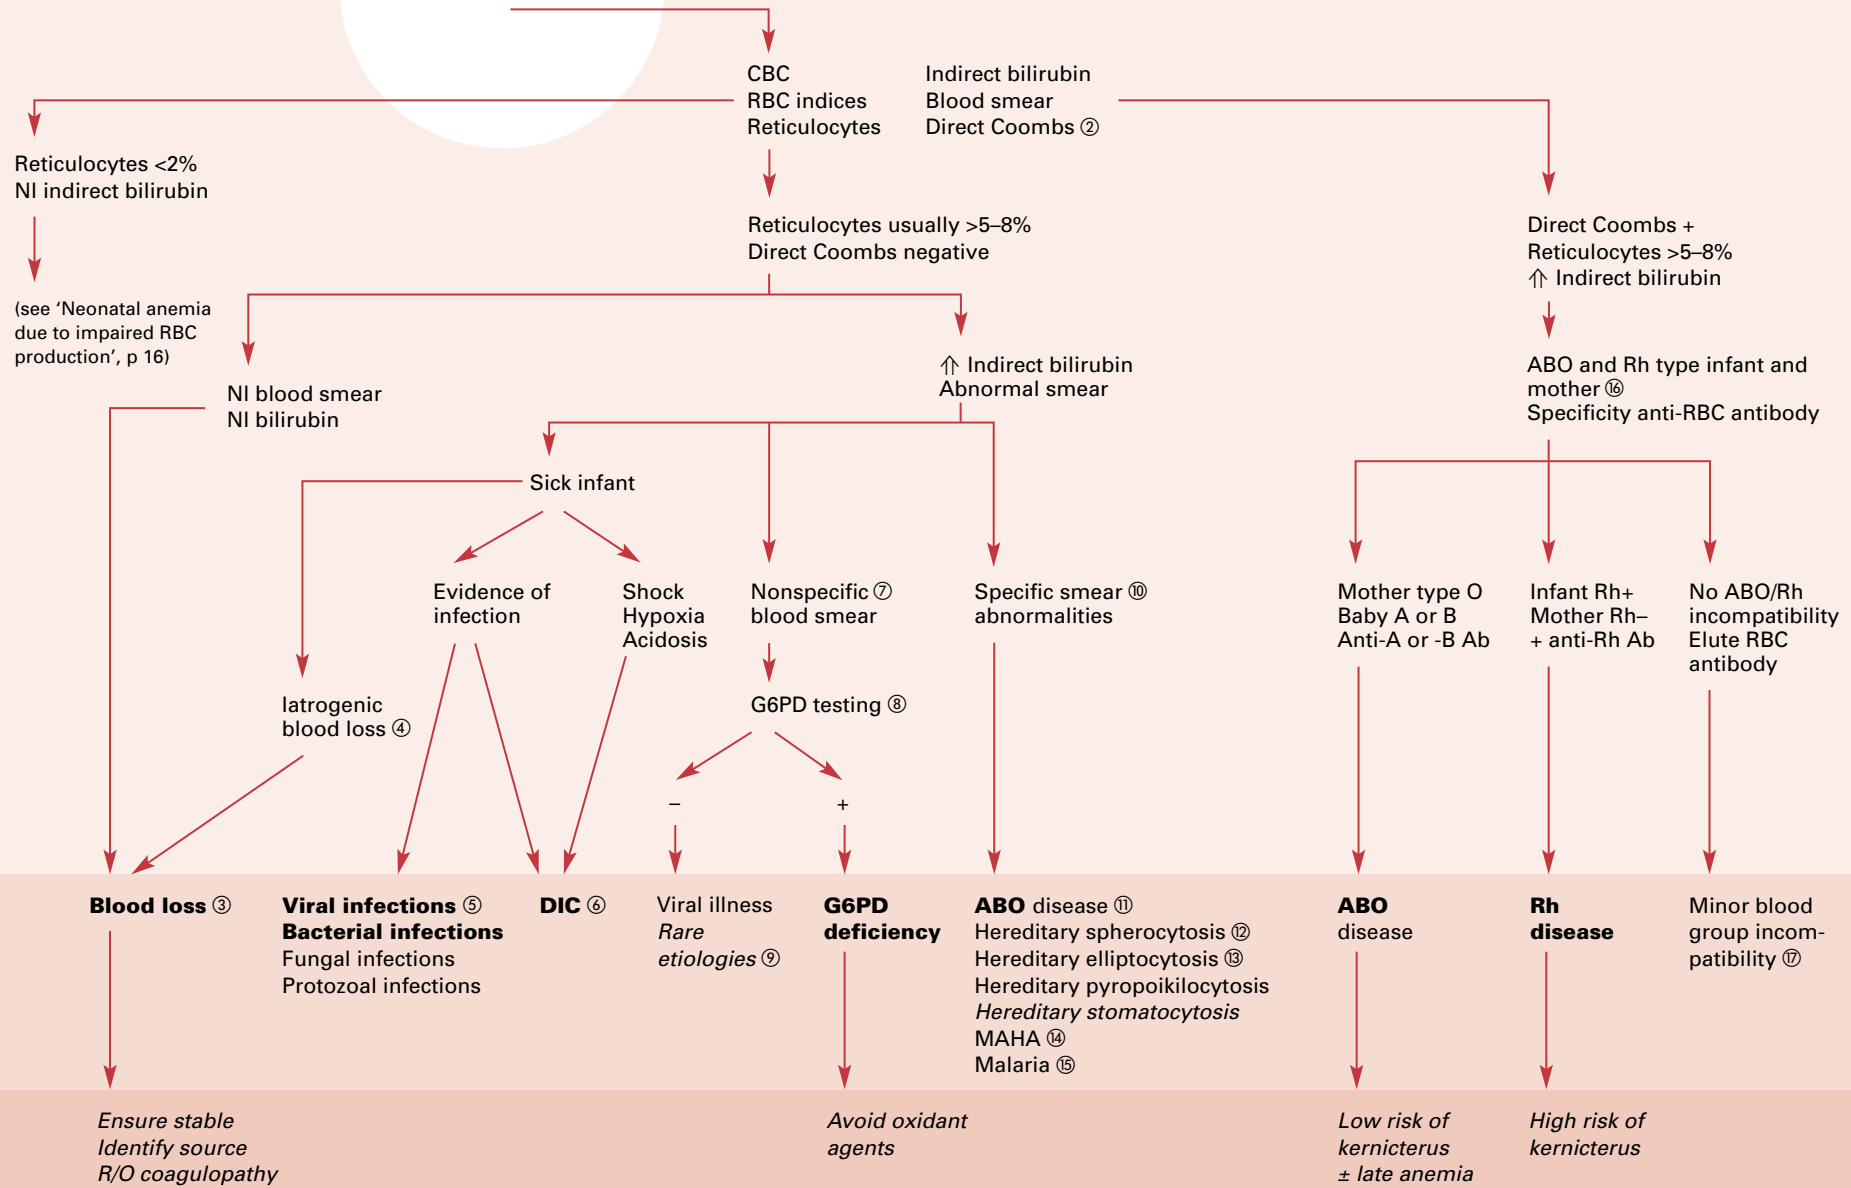 CBC
RBC indices
Reticulocytes
Indirect bilirubin
Blood smear
Direct Coombs ②
Reticulocytes <2%
NI indirect bilirubin
(see ‘Neonatal anemia
due to impaired RBC
production’, p 16)
Reticulocytes usually >5–8%
Direct Coombs negative
Direct Coombs +
Reticulocytes >5–8%
⇑ Indirect bilirubin
NI blood smear
NI bilirubin
⇑ Indirect bilirubin
Abnormal smear
ABO and Rh type infant and
mother ⑯
Specificity anti-RBC antibody
Sick infant
Evidence of
infection
Shock
Hypoxia
Acidosis
Nonspecific ⑦
blood smear
Specific smear ⑩
abnormalities
Mother type O
Baby A or B
Anti-A or -B Ab
Infant Rh+
Mother Rh–
+ anti-Rh Ab
No ABO/Rh
incompatibility
Elute RBC
antibody
Iatrogenic
blood loss ④
G6PD testing ⑧
–
+
Blood loss ③
Viral infections ⑤
Bacterial infections
Fungal infections
Protozoal infections
DIC ⑥
Viral illness
Rare
etiologies ⑨
G6PD
deficiency
ABO disease ⑪
Hereditary spherocytosis ⑫
Hereditary elliptocytosis ⑬
Hereditary pyropoikilocytosis
Hereditary stomatocytosis
MAHA ⑭
Malaria ⑮
ABO
disease
Rh
disease
Minor blood
group incom-
patibility ⑰
Ensure stable
Identify source
R/O coagulopathy
Avoid oxidant
agents
Low risk of
kernicterus
± late anemia
High risk of
kernicterus